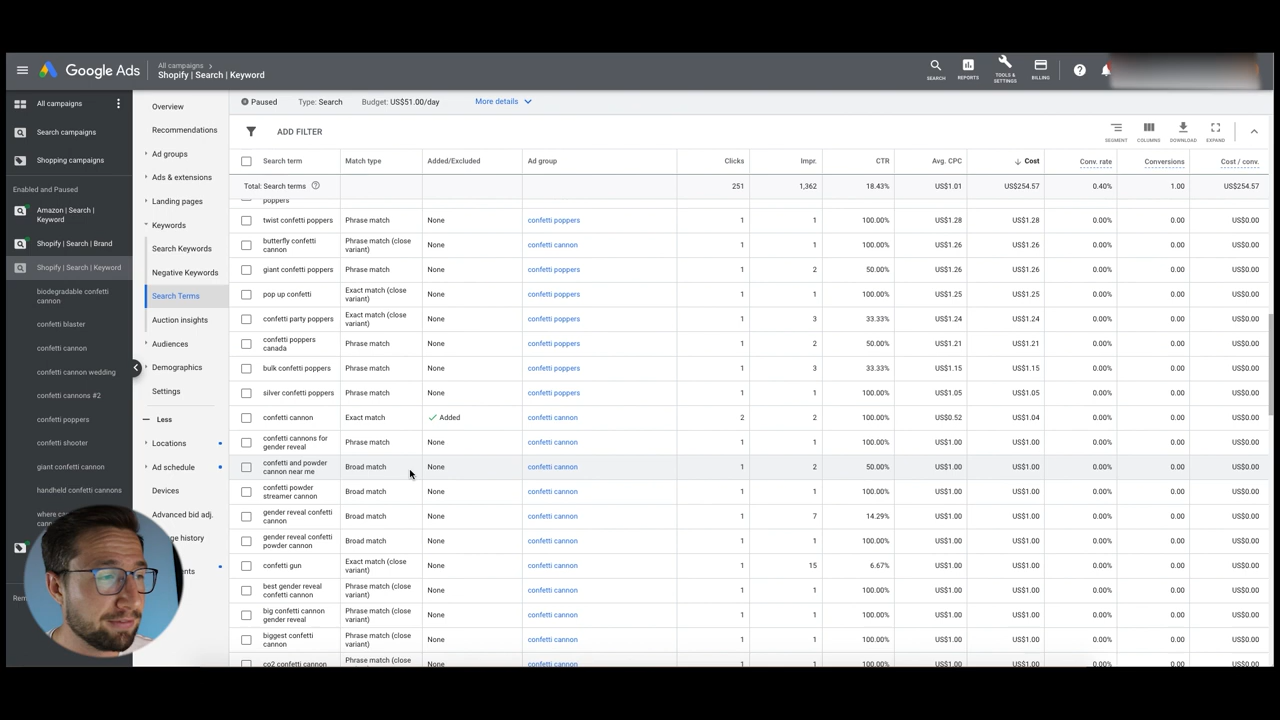 Google Ads
All campaigns
Shopify | Search | Keyword
SEARCH
REPORTS
TOOLS &
SETTINGS
BILLING
All campaigns
Search campaigns
Shopping campaigns
Enabled and Paused
Amazon | Search |
Keyword
Shopify | Search | Brand
Shopify | Search | Keyword
biodegradable confetti
cannon
confetti blaster
confetti cannon
confetti cannon wedding
confetti cannons #2
confetti poppers
confetti shooter
giant confetti cannon
handheld confetti cannons
where
Overview
Recommendations
Ad groups
Ads & extensions
Landing pages
Keywords
Search Keywords
Negative Keywords
Search Terms
Auction insights
Audiences
Demographics
Settings
Less
Locations
Ad schedule
Devices
Advanced bid adj.
history
Paused
Type: Search
Budget: US$51.00/day
More details
ADD FILTER
SEGMENT
COLUMNS
DOWNLOAD
EXPAND
Search term Match type Added/Excluded Ad group Clicks Impr. CTR Avg. CPC Cost Conv. rate Conversions Cost / conv.
Total: Search terms 251 1,362 18.43% US$1.01 US$254.57 0.40% 1.00 US$254.57
poppers
twist confetti poppers Phrase match None confetti poppers 1 1 100.00% US$1.28 US$1.28 0.00% 0.00 US$0.00
butterfly confetti Phrase match (close
cannon variant) None confetti cannon 1 1 100.00% US$1.26 US$1.26 0.00% 0.00 US$0.00
giant confetti poppers Phrase match None confetti poppers 1 2 50.00% US$1.26 US$1.26 0.00% 0.00 US$0.00
pop up confetti Exact match (close
variant) None confetti poppers 1 1 100.00% US$1.25 US$1.25 0.00% 0.00 US$0.00
confetti party poppers Exact match (close
variant) None confetti poppers 1 3 33.33% US$1.24 US$1.24 0.00% 0.00 US$0.00
confetti poppers
canada Phrase match None confetti poppers 1 2 50.00% US$1.21 US$1.21 0.00% 0.00 US$0.00
bulk confetti poppers Phrase match None confetti poppers 1 3 33.33% US$1.15 US$1.15 0.00% 0.00 US$0.00
silver confetti poppers Phrase match None confetti poppers 1 1 100.00% US$1.05 US$1.05 0.00% 0.00 US$0.00
confetti cannon Exact match Added confetti cannon 2 2 100.00% US$0.52 US$1.04 0.00% 0.00 US$0.00
confetti cannons for
gender reveal Phrase match None confetti cannon 1 1 100.00% US$1.00 US$1.00 0.00% 0.00 US$0.00
confetti and powder
cannon near me Broad match None confetti cannon 1 2 50.00% US$1.00 US$1.00 0.00% 0.00 US$0.00
confetti powder
streamer cannon Broad match None confetti cannon 1 1 100.00% US$1.00 US$1.00 0.00% 0.00 US$0.00
gender reveal confetti
cannon Broad match None confetti cannon 1 7 14.29% US$1.00 US$1.00 0.00% 0.00 US$0.00
gender reveal confetti
powder cannon Broad match None confetti cannon 1 1 100.00% US$1.00 US$1.00 0.00% 0.00 US$0.00
confetti gun Exact match (close
variant) None confetti cannon 1 15 6.67% US$1.00 US$1.00 0.00% 0.00 US$0.00
best gender reveal Phrase match (close
confetti cannon variant) None confetti cannon 1 1 100.00% US$1.00 US$1.00 0.00% 0.00 US$0.00
big confetti cannon Phrase match (close
gender reveal variant) None confetti cannon 1 1 100.00% US$1.00 US$1.00 0.00% 0.00 US$0.00
biggest confetti Phrase match (close
cannon variant) None confetti cannon 1 1 100.00% US$1.00 US$1.00 0.00% 0.00 US$0.00
co2 confetti cannon Phrase match (close None confetti cannon 1 1 100.00% US$1.00 US$1.00 0.00% 0.00 US$0.00